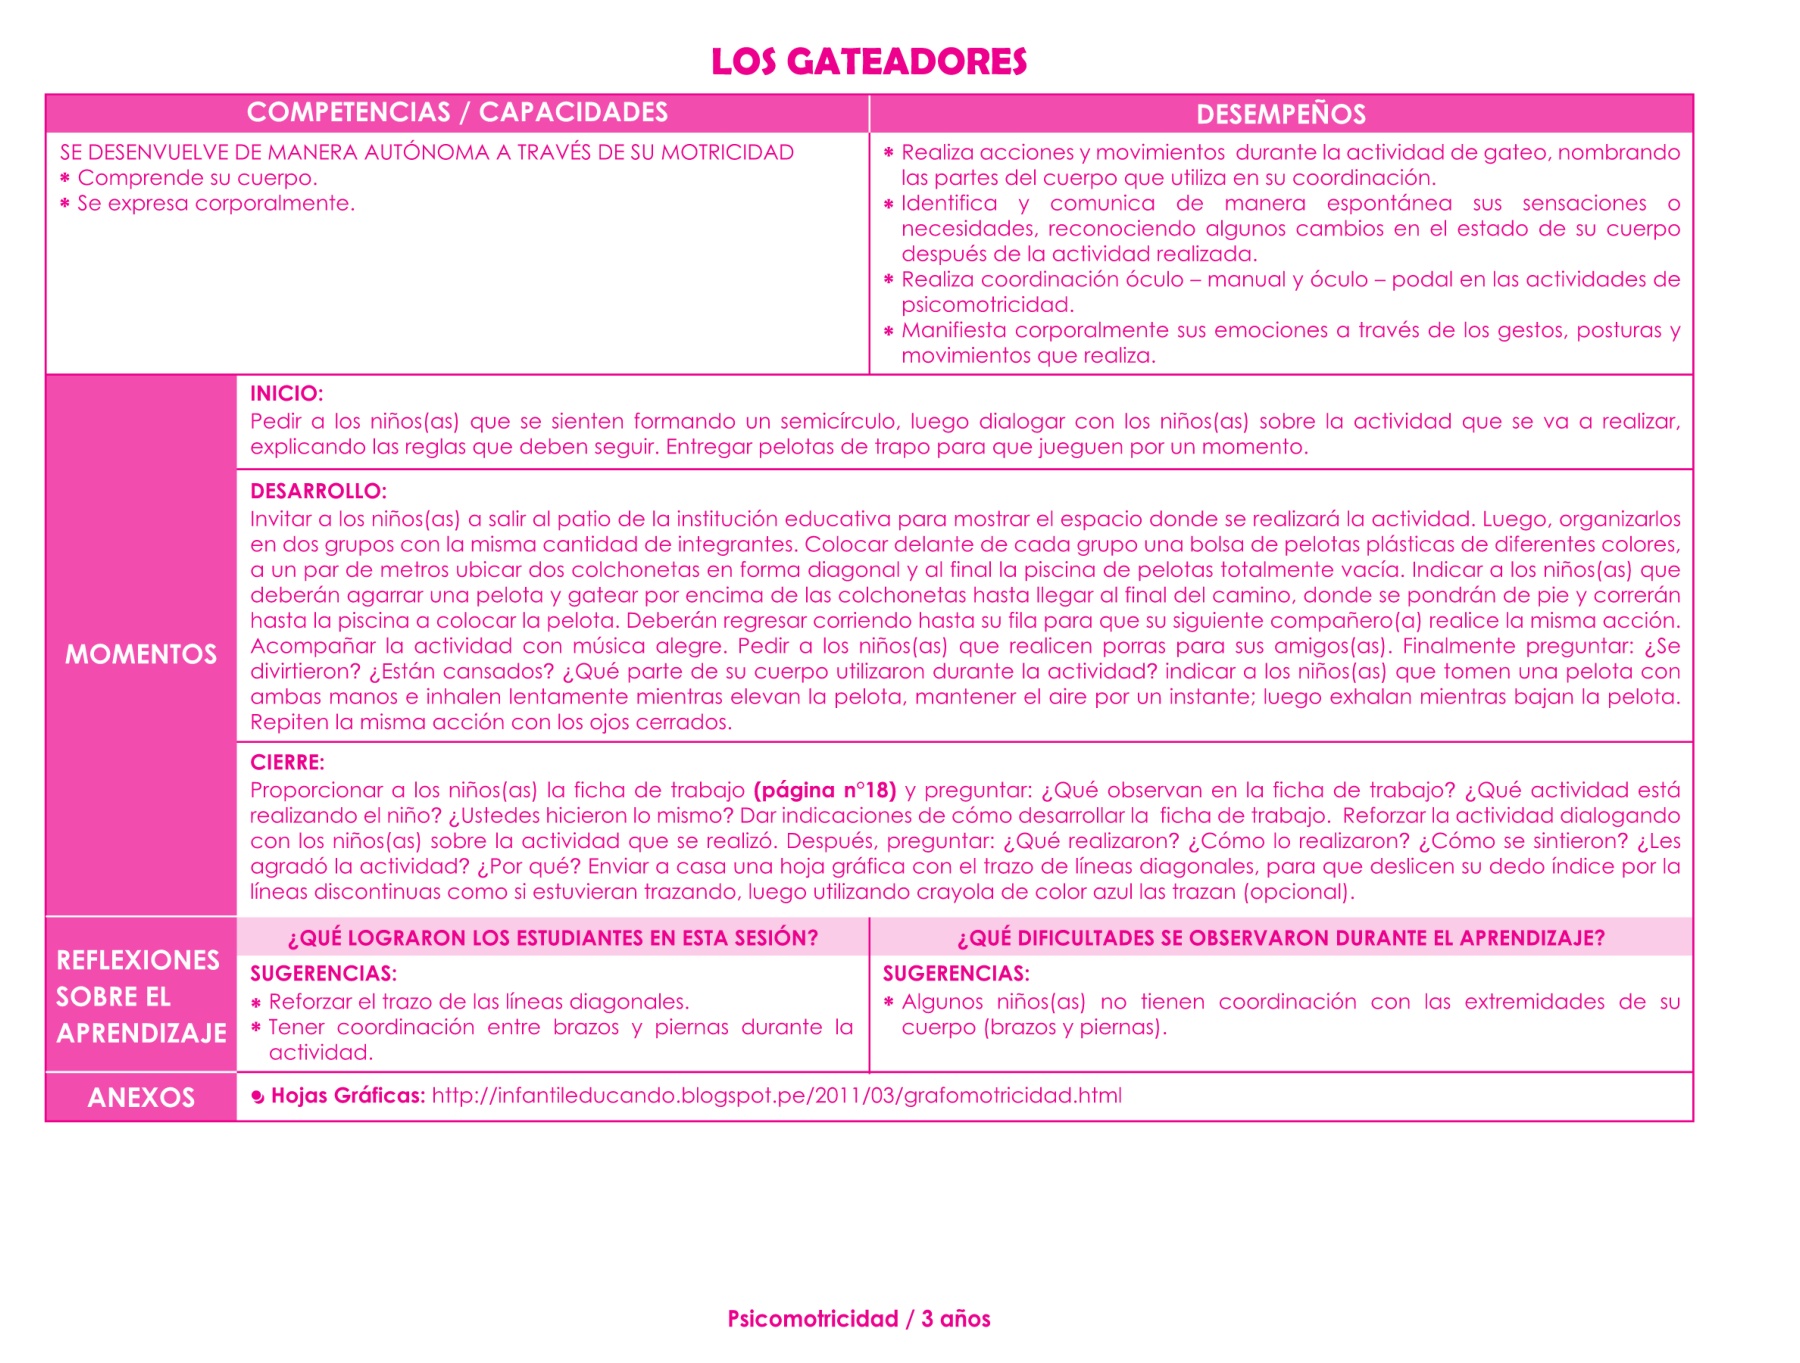 LOS GATEADORES
COMPETENCIAS / CAPACIDADES
SE DESENVUELVE DE MANERA AUTÓNOMA A TRAVÉS DE SU MOTRICIDAD
* Comprende su cuerpo.
* Se expresa corporalmente.
DESEMPEÑOS
* Realiza acciones y movimientos durante la actividad de gateo, nombrando
las partes del cuerpo que utiliza en su coordinación.
* Identifica y comunica de manera espontánea sus sensaciones o
necesidades, reconociendo algunos cambios en el estado de su cuerpo
después de la actividad realizada.
* Realiza coordinación óculo – manual y óculo – podal en las actividades de
psicomotricidad.
* Manifiesta corporalmente sus emociones a través de los gestos, posturas y
movimientos que realiza.
MOMENTOS
INICIO:
Pedir a los niños(as) que se sienten formando un semicírculo, luego dialogar con los niños(as) sobre la actividad que se va a realizar,
explicando las reglas que deben seguir. Entregar pelotas de trapo para que jueguen por un momento.
DESARROLLO:
Invitar a los niños(as) a salir al patio de la institución educativa para mostrar el espacio donde se realizará la actividad. Luego, organizarlos
en dos grupos con la misma cantidad de integrantes. Colocar delante de cada grupo una bolsa de pelotas plásticas de diferentes colores,
a un par de metros ubicar dos colchonetas en forma diagonal y al final la piscina de pelotas totalmente vacía. Indicar a los niños(as) que
deberán agarrar una pelota y gatear por encima de las colchonetas hasta llegar al final del camino, donde se pondrán de pie y correrán
hasta la piscina a colocar la pelota. Deberán regresar corriendo hasta su fila para que su siguiente compañero(a) realice la misma acción.
Acompañar la actividad con música alegre. Pedir a los niños(as) que realicen porras para sus amigos(as). Finalmente preguntar: ¿Se
divirtieron? ¿Están cansados? ¿Qué parte de su cuerpo utilizaron durante la actividad? indicar a los niños(as) que tomen una pelota con
ambas manos e inhalen lentamente mientras elevan la pelota, mantener el aire por un instante; luego exhalan mientras bajan la pelota.
Repiten la misma acción con los ojos cerrados.
CIERRE:
Proporcionar a los niños(as) la ficha de trabajo (página n°18) y preguntar: ¿Qué observan en la ficha de trabajo? ¿Qué actividad está
realizando el niño? ¿Ustedes hicieron lo mismo? Dar indicaciones de cómo desarrollar la ficha de trabajo. Reforzar la actividad dialogando
con los niños(as) sobre la actividad que se realizó. Después, preguntar: ¿Qué realizaron? ¿Cómo lo realizaron? ¿Cómo se sintieron? ¿Les
agradó la actividad? ¿Por qué? Enviar a casa una hoja gráfica con el trazo de líneas diagonales, para que deslicen su dedo índice por la
líneas discontinuas como si estuvieran trazando, luego utilizando crayola de color azul las trazan (opcional).
REFLEXIONES
SOBRE EL
APRENDIZAJE
¿QUÉ LOGRARON LOS ESTUDIANTES EN ESTA SESIÓN?
SUGERENCIAS:
* Reforzar el trazo de las líneas diagonales.
* Tener coordinación entre brazos y piernas durante la
actividad.
¿QUÉ DIFICULTADES SE OBSERVARON DURANTE EL APRENDIZAJE?
SUGERENCIAS:
* Algunos niños(as) no tienen coordinación con las extremidades de su
cuerpo (brazos y piernas).
ANEXOS
Hojas Gráficas: http://infantileducando.blogspot.pe/2011/03/grafomotricidad.html
Psicomotricidad / 3 años